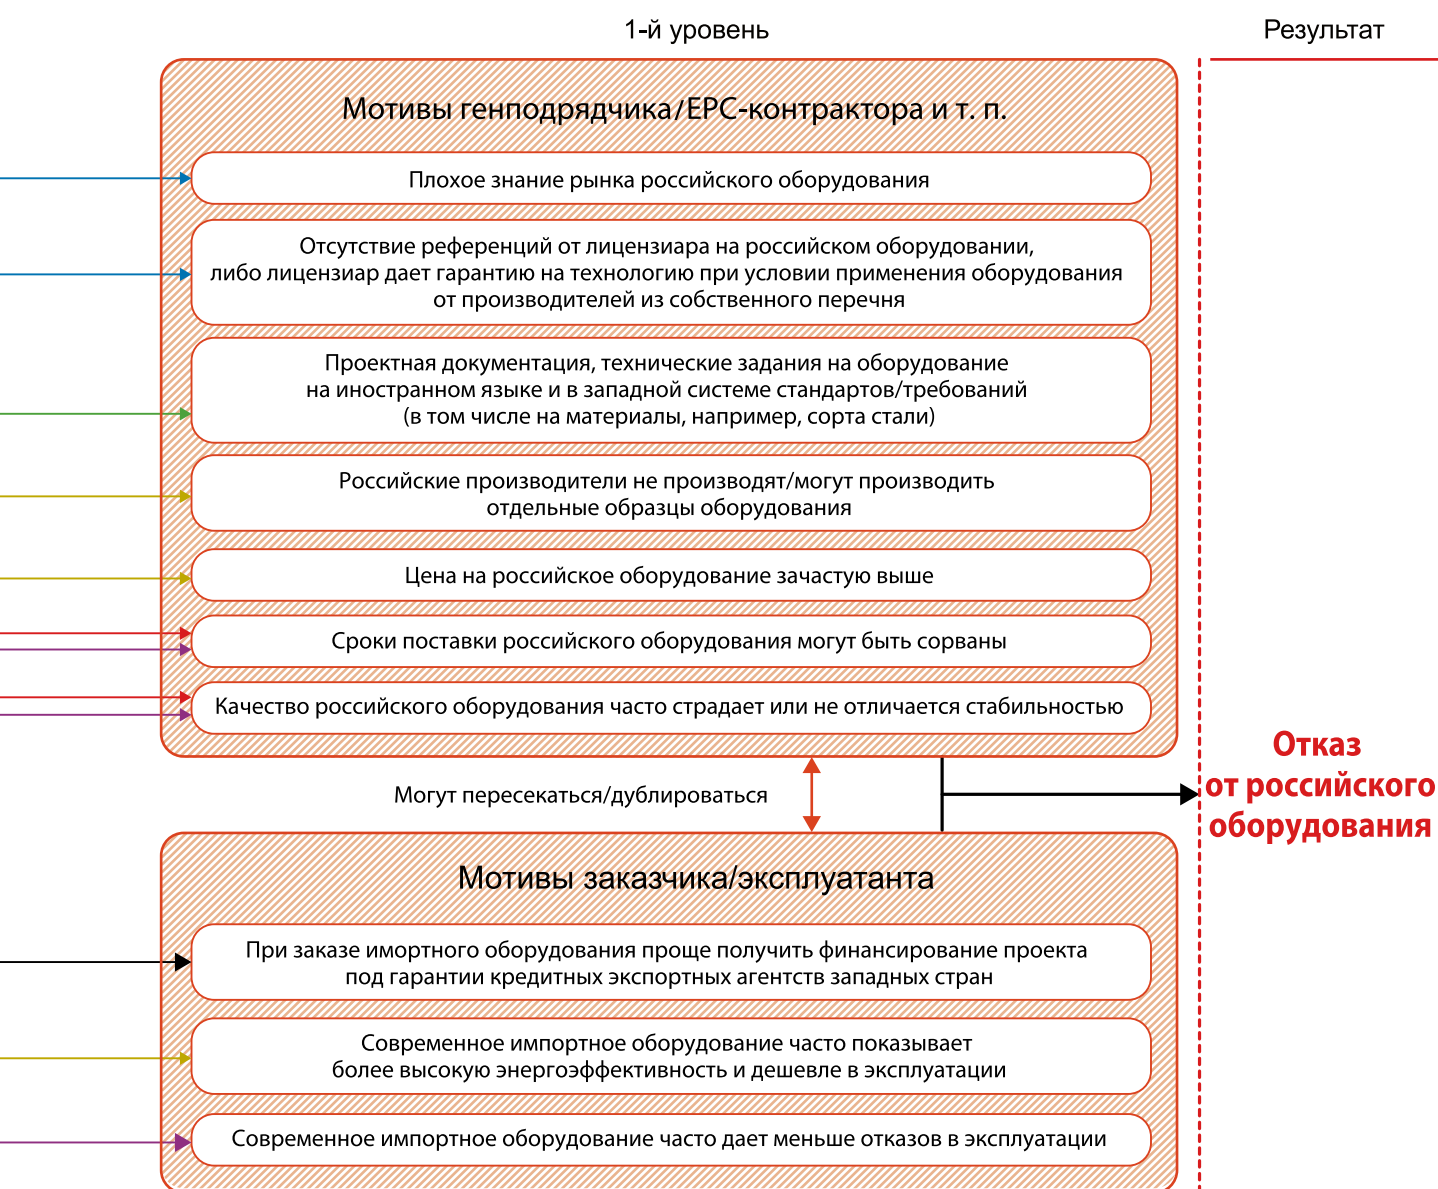 1-й уровень
Результат
Мотивы генподрядчика/EPC-контрактора и т. п.
Плохое знание рынка российского оборудования
Отсутствие референций от лицензиара на российском оборудовании,
либо лицензиар дает гарантию на технологию при условии применения оборудования
от производителей из собственного перечня
Проектная документация, технические задания на оборудование
на иностранном языке и в западной системе стандартов/требований
(в том числе на материалы, например, сорта стали)
Российские производители не производят/могут производить
отдельные образцы оборудования
Цена на российское оборудование зачастую выше
Сроки поставки российского оборудования могут быть сорваны
Качество российского оборудования часто страдает или не отличается стабильностью
Могут пересекаться/дублироваться
Отказ
от российского
оборудования
Мотивы заказчика/эксплуатанта
При заказе имортного оборудования проще получить финансирование проекта
под гарантии кредитных экспортных агентств западных стран
Современное импортное оборудование часто показывает
более высокую энергоэффективность и дешевле в эксплуатации
Современное импортное оборудование часто дает меньше отказов в эксплуатации